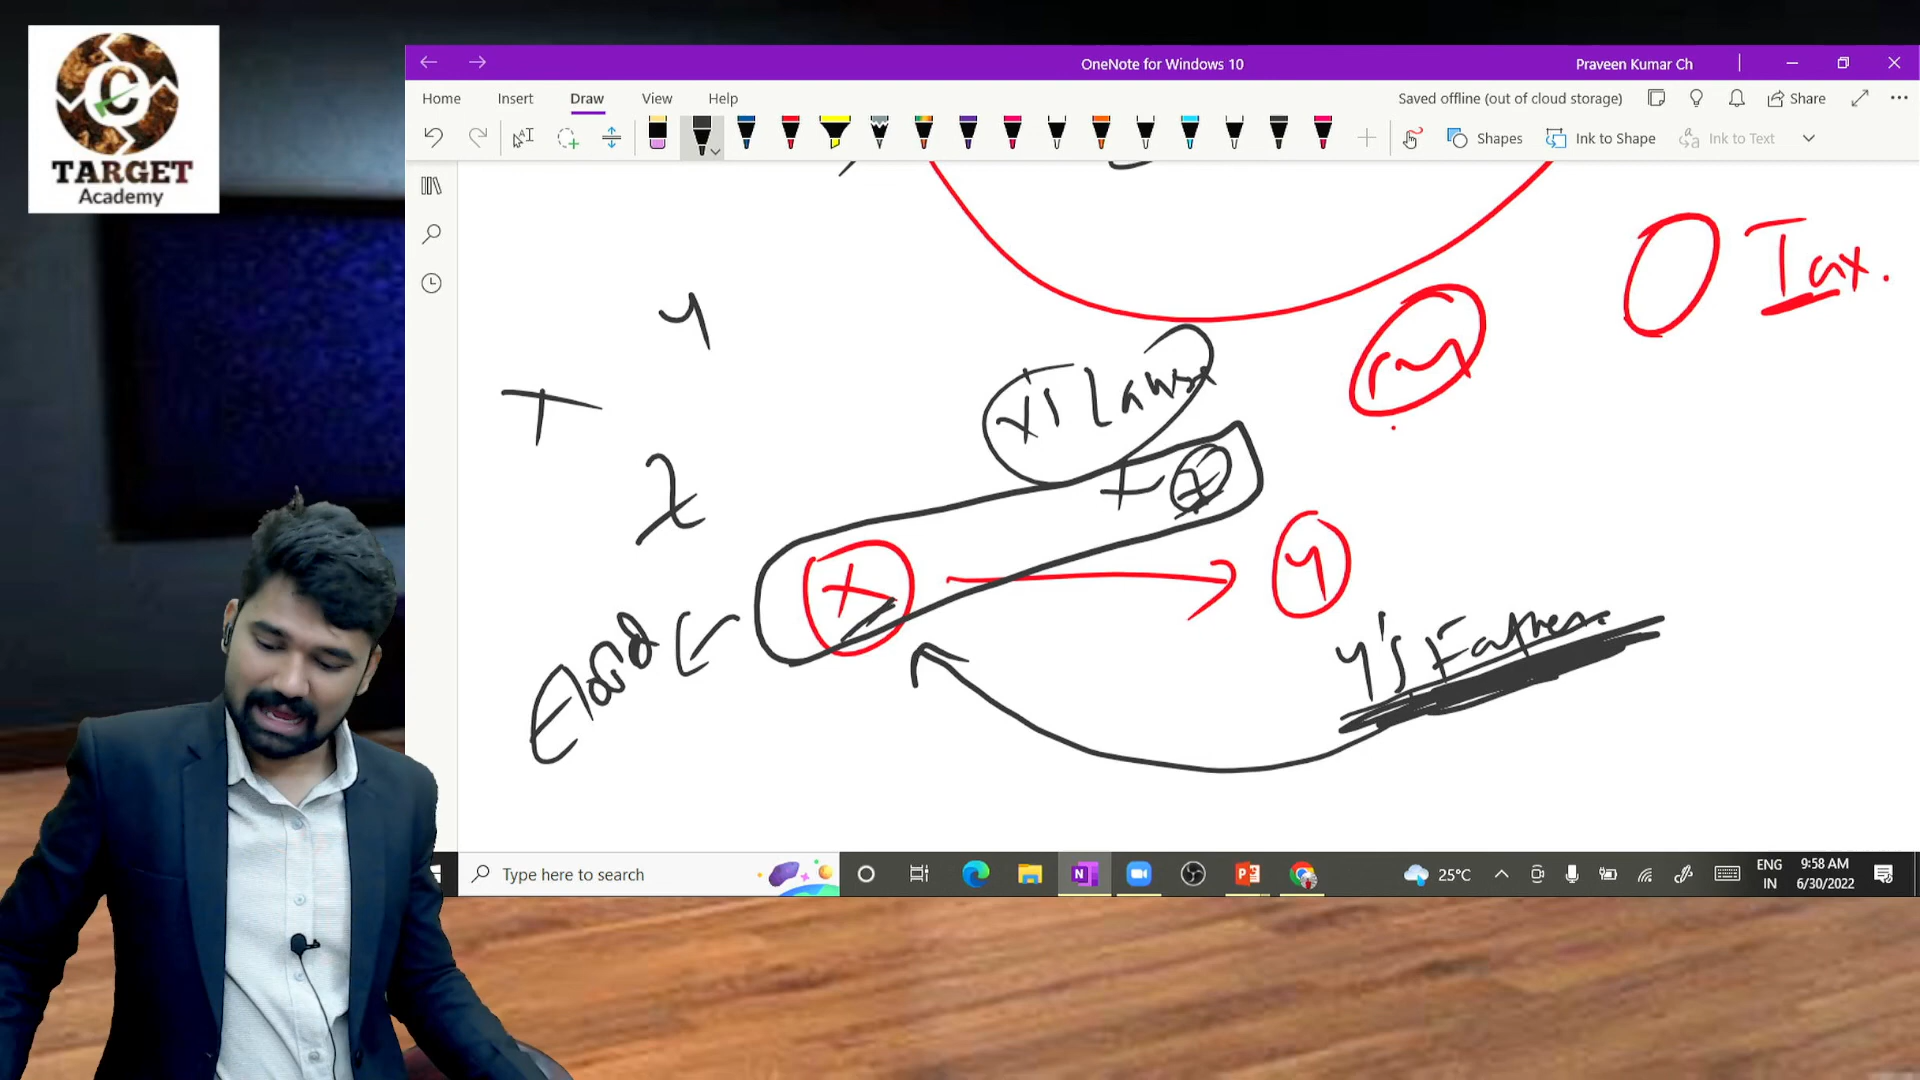 TARGET
Academy
OneNote for Windows 10
Praveen Kumar Ch
Home Insert Draw View Help
Saved offline (out of cloud storage)
Share
Shapes
Ink to Shape
Ink to Text
O Tax.
y
X's Laws
T
Z
X
y
y's Father
Type here to search
25°C
ENG
IN
9:58 AM
6/30/2022